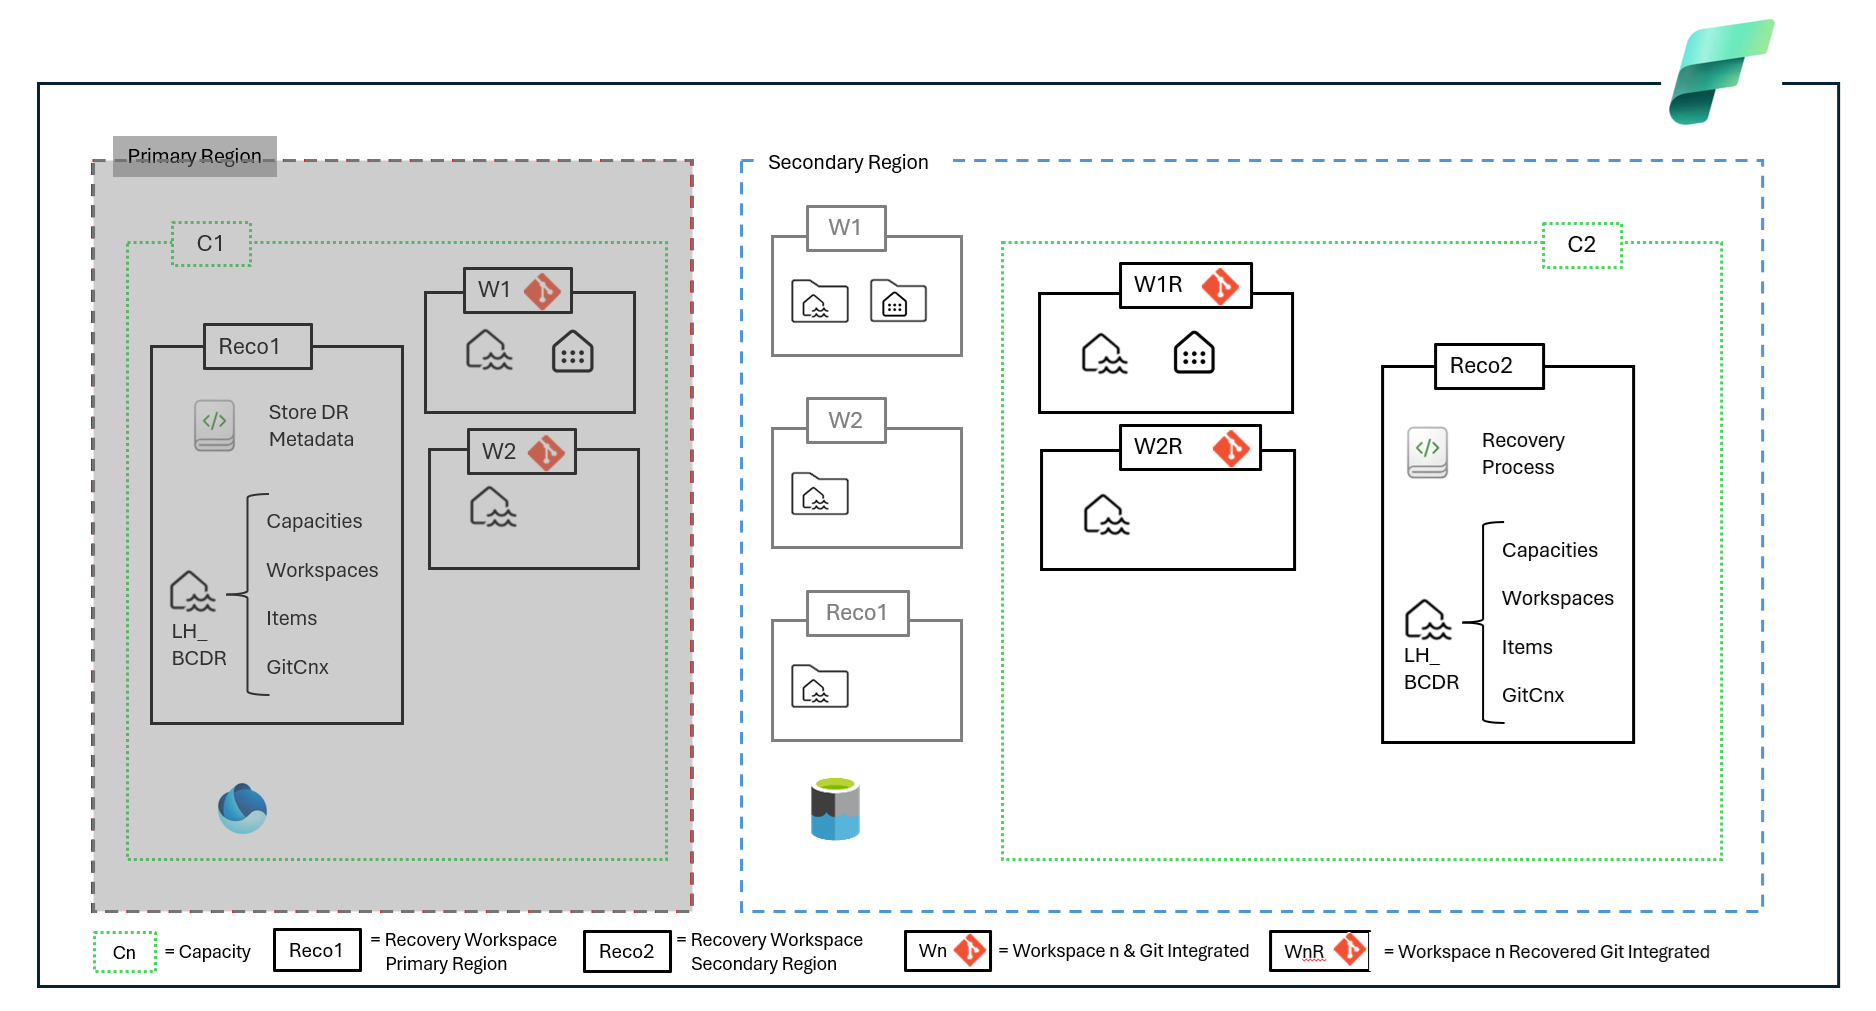 Primary Region
C1
W1
Reco1
Store DR
Metadata
W2
Capacities
Workspaces
Items
GitCnx
LH_
BCDR
Secondary Region
W1
W2
Reco1
C2
W1R
W2R
Reco2
Recovery
Process
Capacities
Workspaces
Items
GitCnx
LH_
BCDR
Cn
= Capacity
Reco1
= Recovery Workspace
Primary Region
Reco2
= Recovery Workspace
Secondary Region
Wn
= Workspace n & Git Integrated
WnR
= Workspace n Recovered Git Integrated